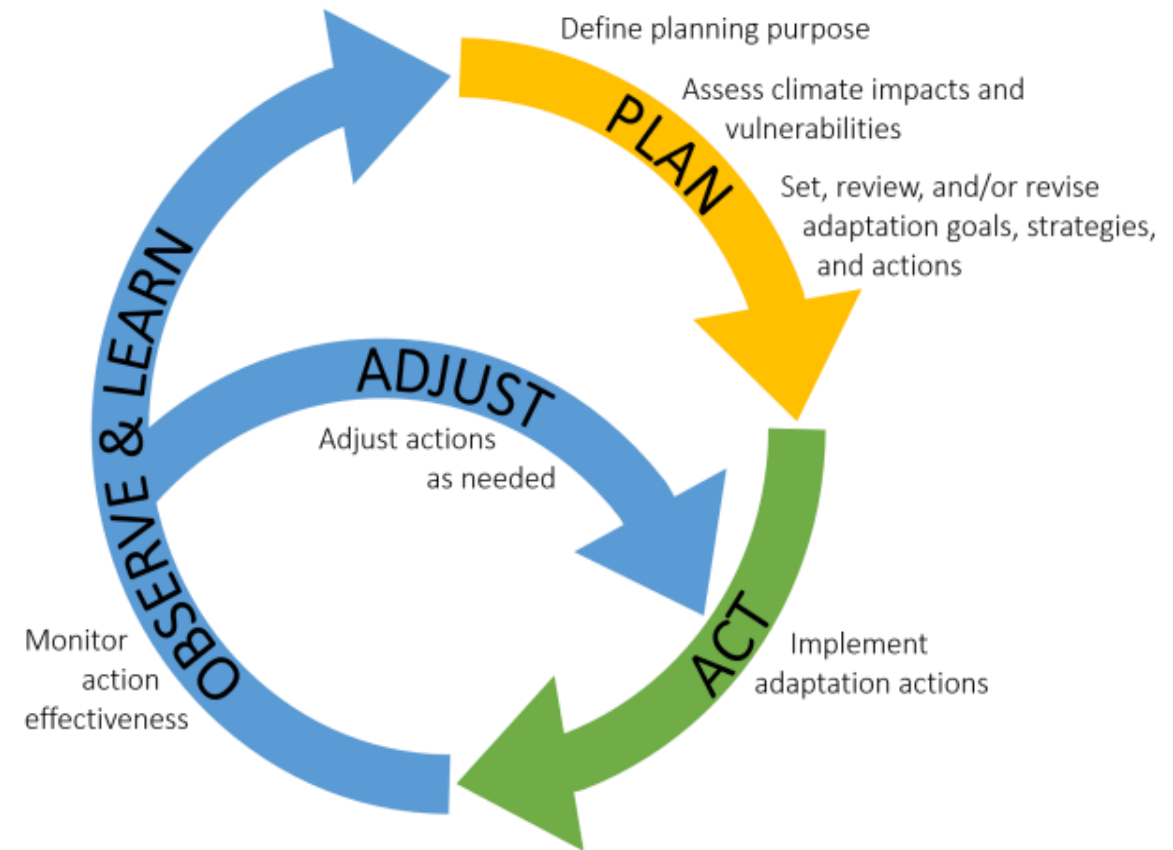 Define planning purpose
PLAN
Assess climate impacts and
vulnerabilities
Set, review, and/or revise
adaptation goals, strategies,
and actions
OBSERVE & LEARN
ADJUST
Adjust actions
as needed
ACT
Implement
adaptation actions
Monitor
action
effectiveness